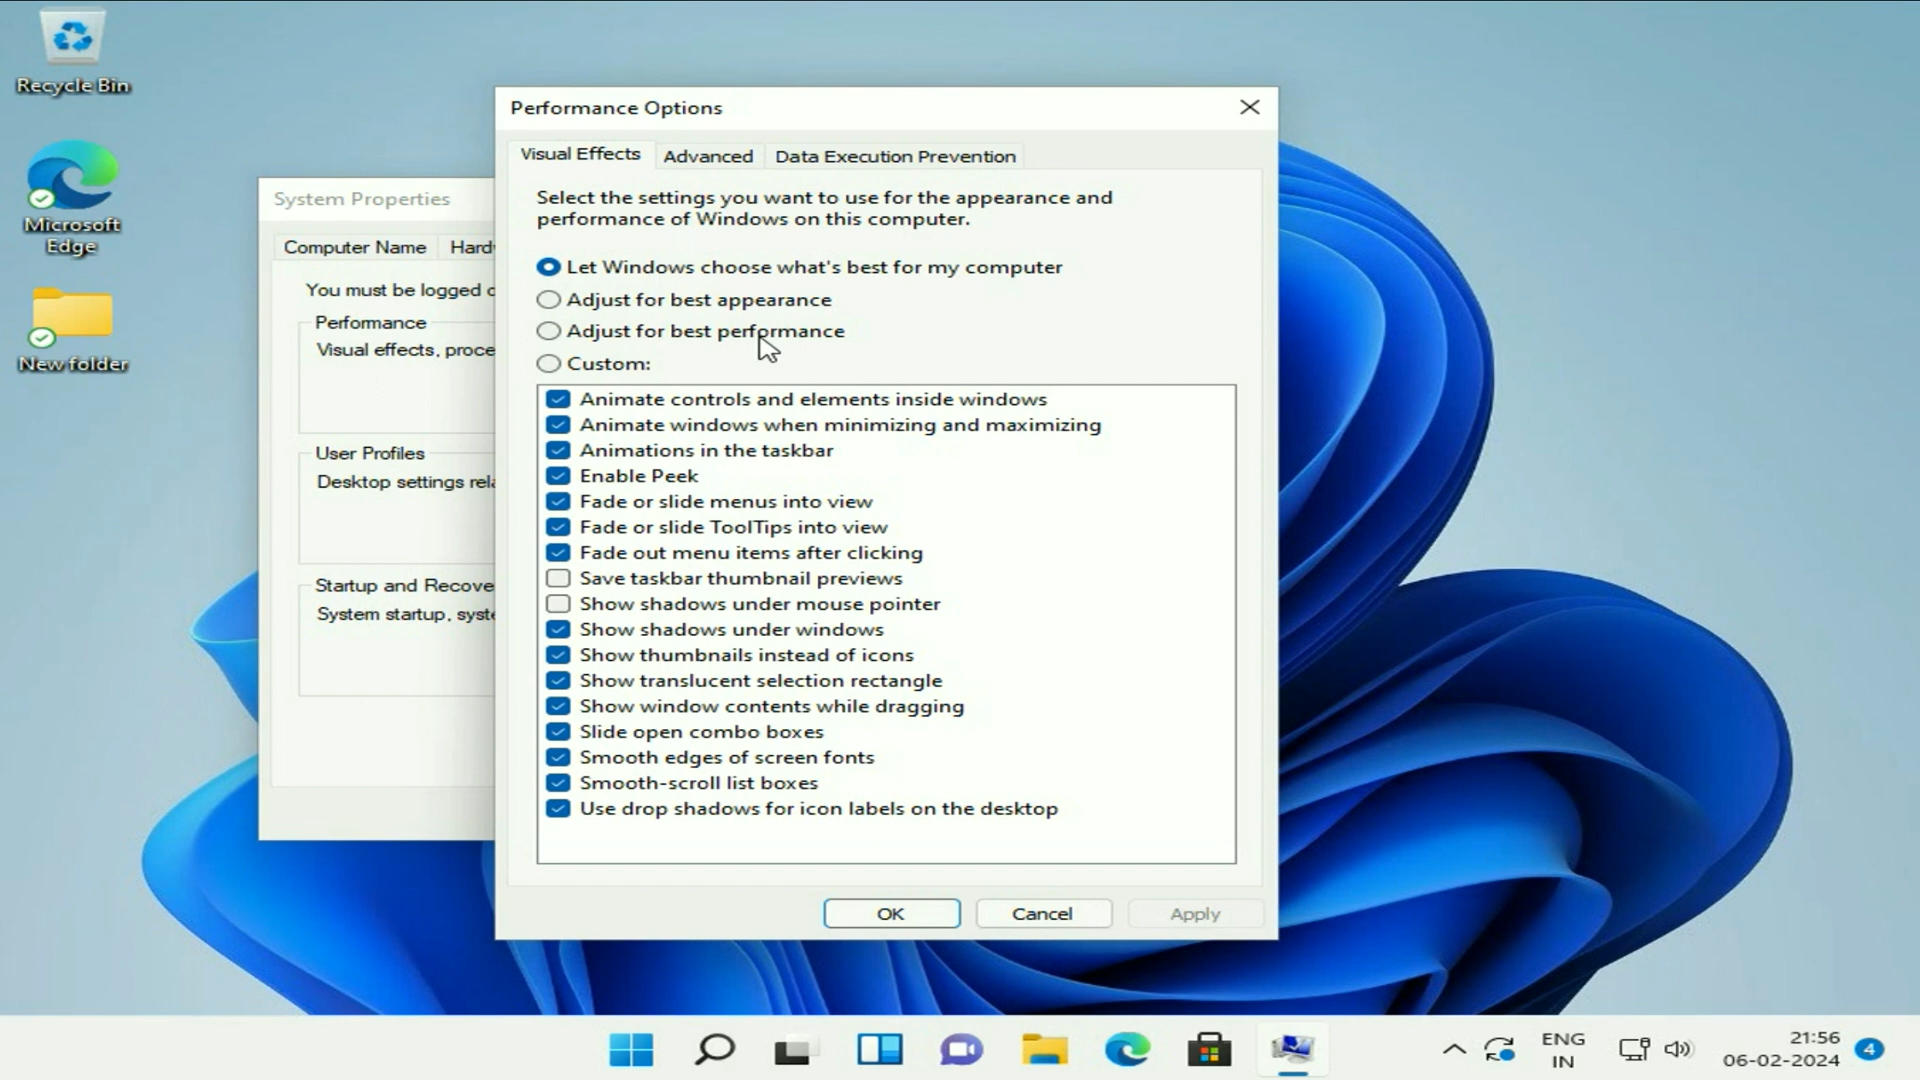 Recycle Bin
Microsoft
Edge
New folder
System Properties
Computer Name
You must be logged
Performance
Visual effects,
User Profiles
Desktop settings
Startup and
System startup,
Performance Options
Visual Effects
Advanced
Data Execution Prevention
Select the settings you want to use for the appearance and
performance of Windows on this computer.
Let Windows choose what's best for my computer
Adjust for best appearance
Adjust for best performance
Custom:
Animate controls and elements inside windows
Animate windows when minimizing and maximizing
Animations in the taskbar
Enable Peek
Fade or slide menus into view
Fade or slide ToolTips into view
Fade out menu items after clicking
Save taskbar thumbnail previews
Show shadows under mouse pointer
Show shadows under windows
Show thumbnails instead of icons
Show translucent selection rectangle
Show window contents while dragging
Slide open combo boxes
Smooth edges of screen fonts
Smooth-scroll list boxes
Use drop shadows for icon labels on the desktop
OK
Cancel
Apply
ENG
IN
21:56
06-02-2024
4